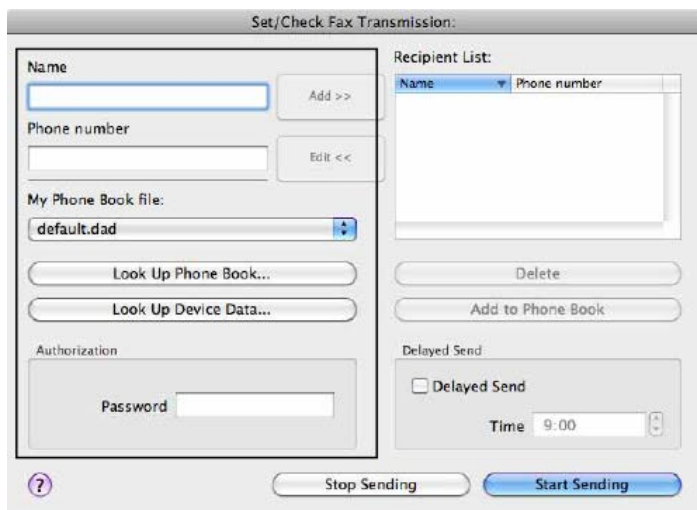 Set/Check Fax Transmission:
Name
Add >>
Phone number
Edit <<
My Phone Book file:
default.dad
Look Up Phone Book...
Look Up Device Data...
Authorization
Password
Recipient List:
Name Phone number
Delete
Add to Phone Book
Delayed Send
Delayed Send
Time 9:00
?
Stop Sending
Start Sending